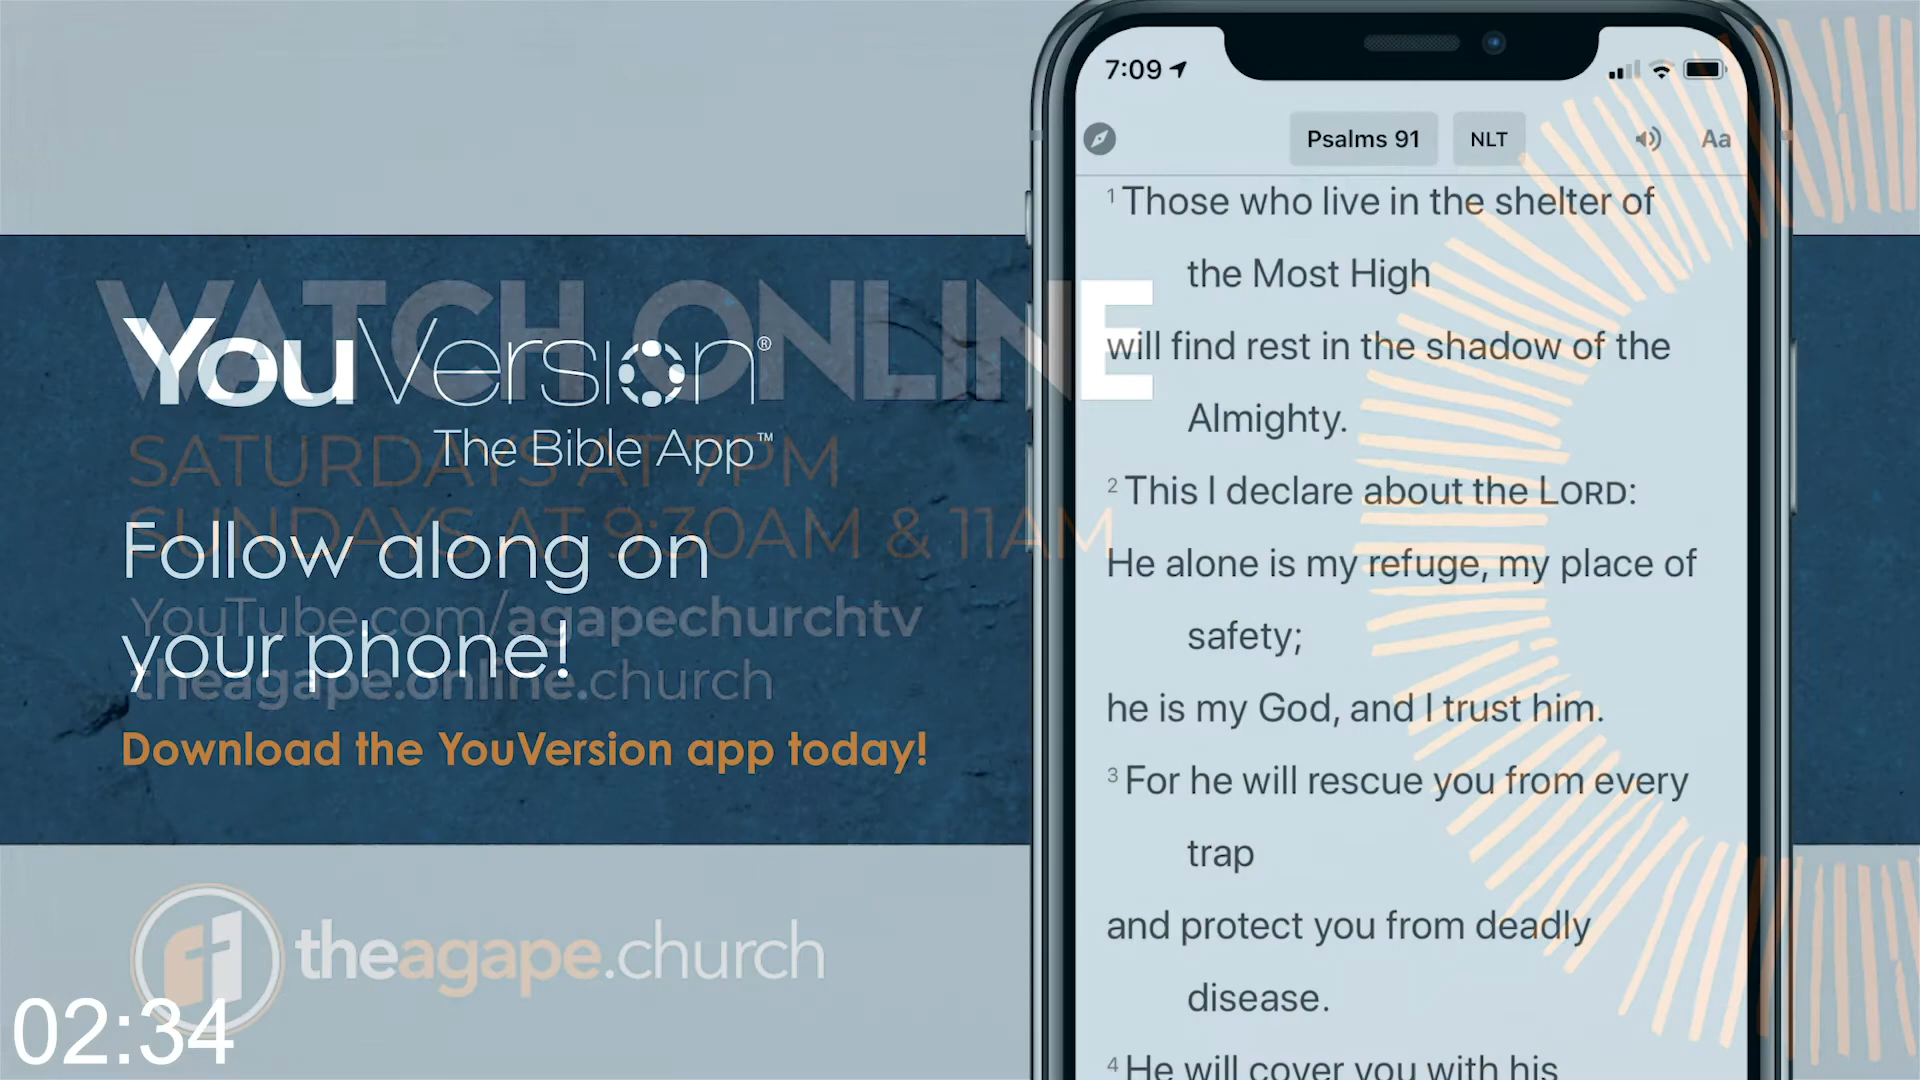 WATCH ONLINE
SATURDAYS AT 7PM
SUNDAYS AT 9:30AM & 11AM
YouTube.com/agapechurchtv
theagape.online.church
YouVersion®
The Bible App™
Follow along on
your phone!
Download the YouVersion app today!
theagape.church
02:34
7:09
Psalms 91 NLT Aa
1 Those who live in the shelter of
the Most High
will find rest in the shadow of the
Almighty.
2 This I declare about the LORD:
He alone is my refuge, my place of
safety;
he is my God, and I trust him.
3 For he will rescue you from every
trap
and protect you from deadly
disease.
4 He will cover you with his